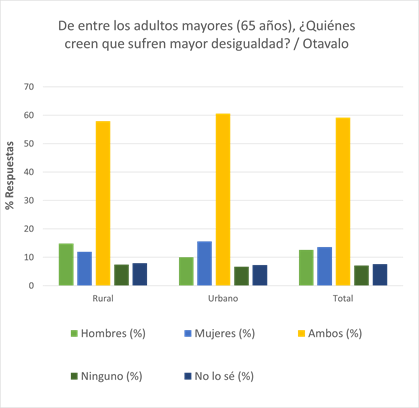 De entre los adultos mayores (65 años), ¿Quiénes
creen que sufren mayor desigualdad? / Otavalo
% Respuestas
70
60
50
40
30
20
10
0
Rural Urbano Total
Hombres (%) Mujeres (%) Ambos (%)
Ninguno (%) No lo sé (%)